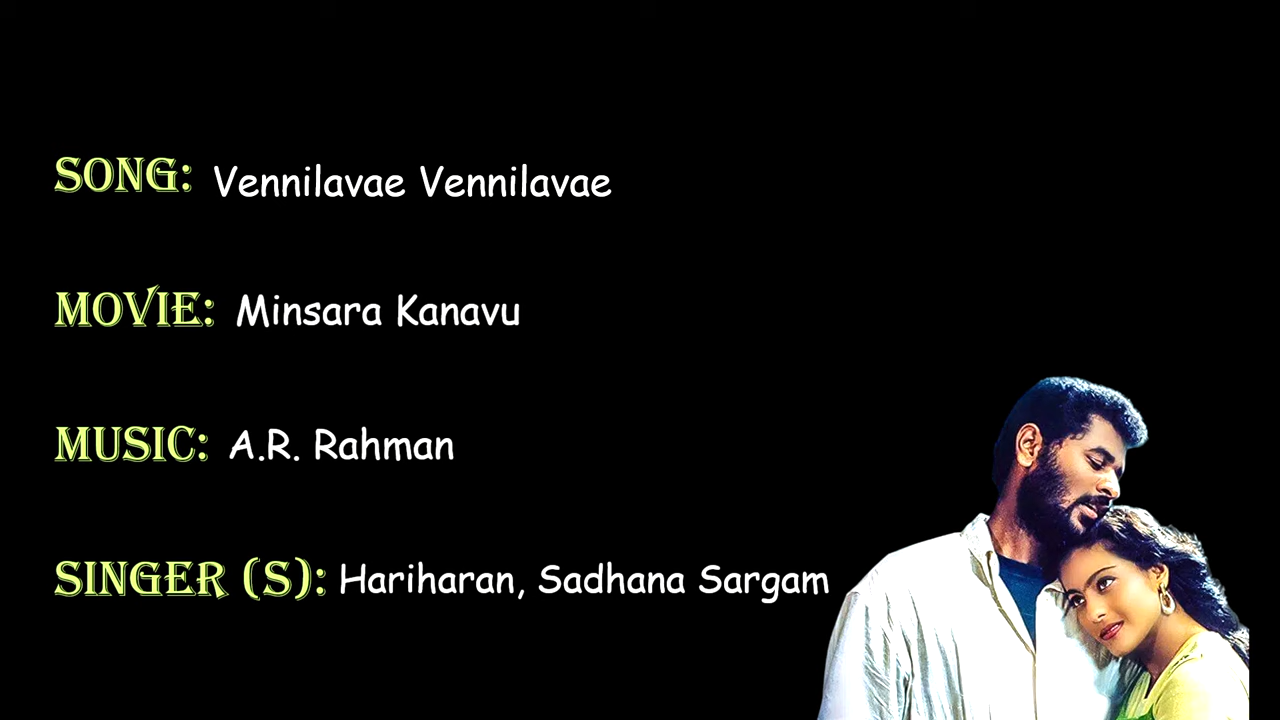 SONG: Vennilavae Vennilavae
MOVIE: Minsara Kanavu
MUSIC: A.R. Rahman
SINGER (S): Hariharan, Sadhana Sargam